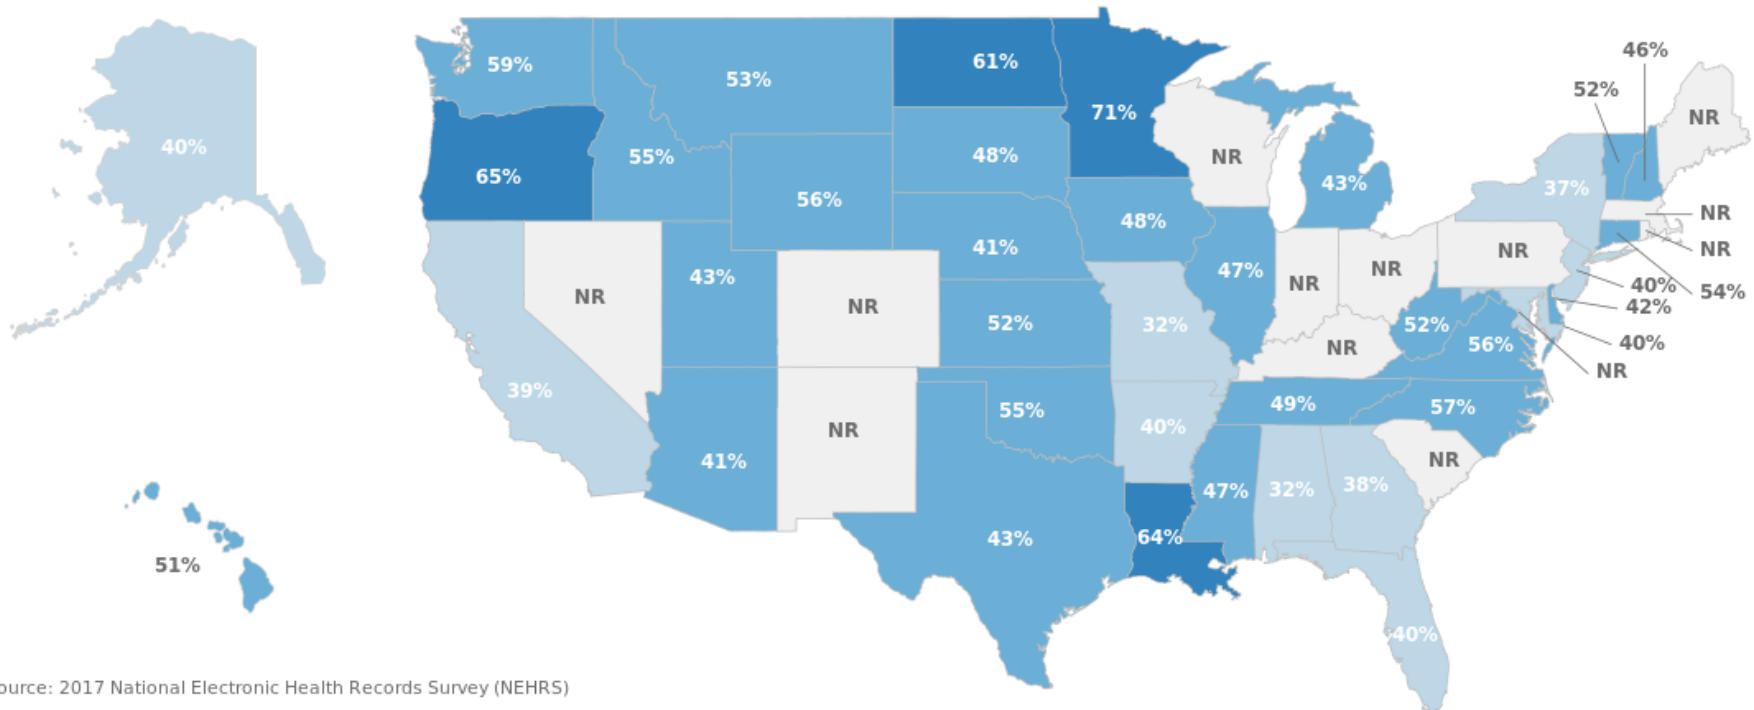 46%
59%
61%
53%
52%
71%
NR
40%
48%
NR
55%
65%
43%
37%
56%
NR
48%
41%
NR
NR
47%
NR
43%
NR
NR
40%
54%
NR
NR
42%
52%
32%
52%
56%
40%
NR
NR
39%
49%
57%
55%
40%
NR
41%
NR
38%
32%
47%
64%
43%
51%
40%
ource: 2017 National Electronic Health Records Survey (NEHRS)